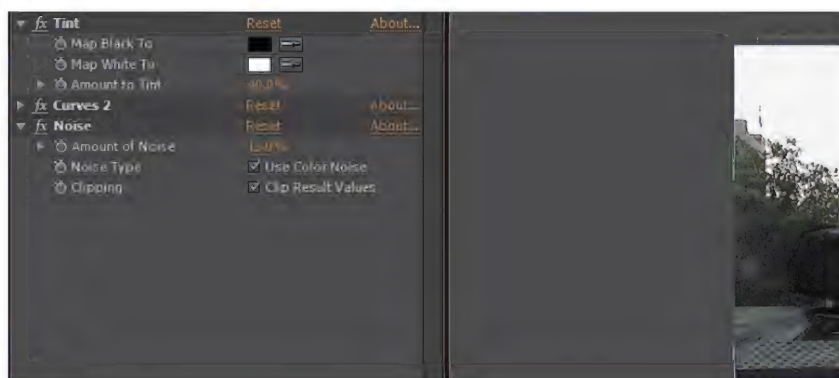 fx Tint Reset About...
Map Black To
Map White To
Amount to Tint
fx Curves 2 Reset About...
fx Noise Reset About...
Amount of Noise
Noise Type Use Color Noise
Clipping Clip Result Values